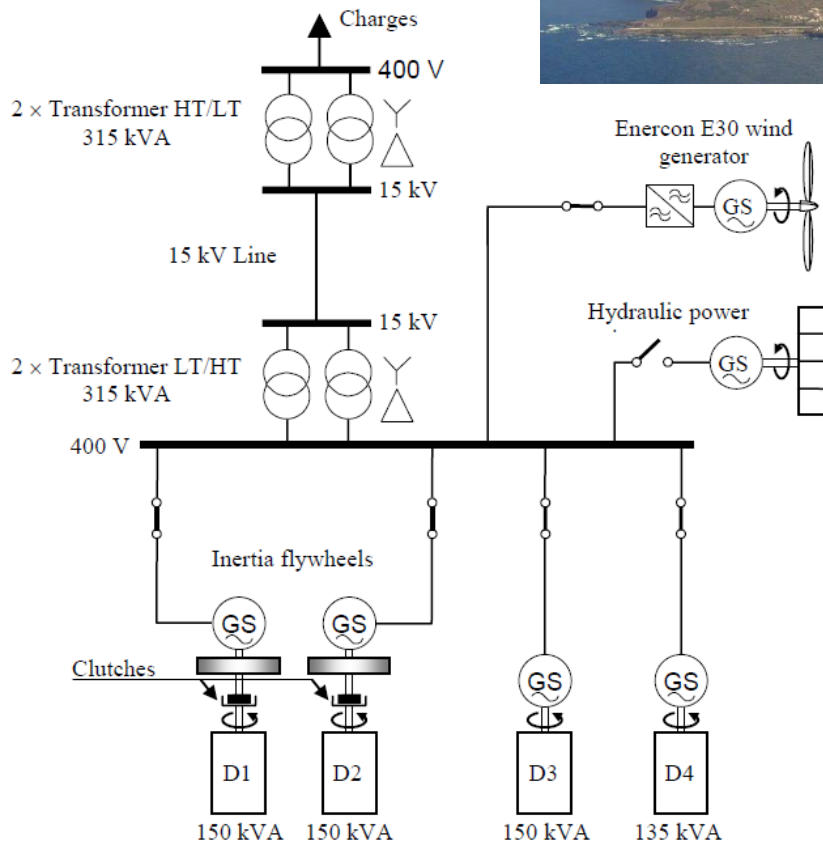 Charges
400 V
2 × Transformer HT/LT
315 kVA
15 kV
Enercon E30 wind
generator
GS
15 kV Line
15 kV
Hydraulic power
GS
2 × Transformer LT/HT
315 kVA
400 V
Inertia flywheels
GS
GS
Clutches
GS
GS
D1
D2
D3
D4
150 kVA
150 kVA
150 kVA
135 kVA